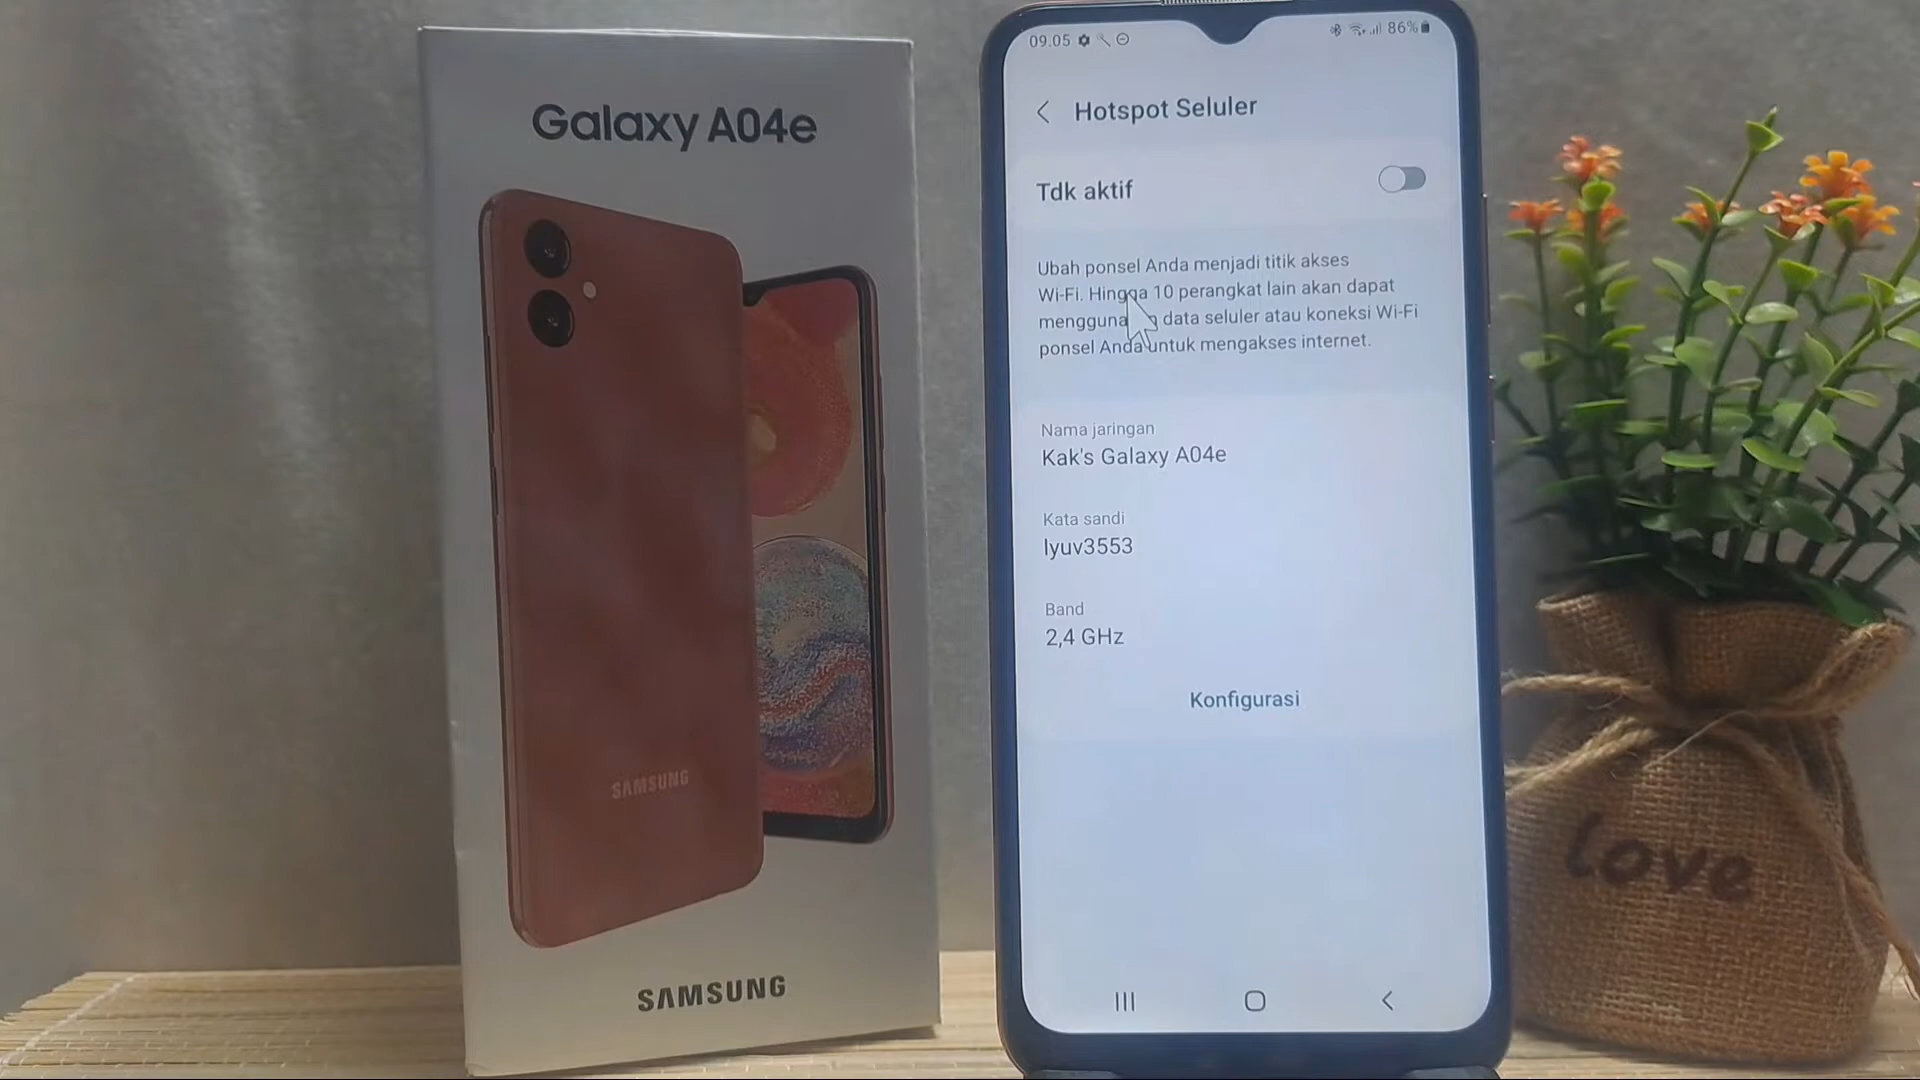 Galaxy A04e
SAMSUNG
SAMSUNG
09.05
86%
Hotspot Seluler
Tdk aktif
Ubah ponsel Anda menjadi titik akses
Wi-Fi. Hingga 10 perangkat lain akan dapat
data seluler atau koneksi Wi-Fi
ponsel Anda untuk mengakses internet.
Nama jaringan
Kak's Galaxy A04e
Kata sandi
lyuv3553
Band
2,4 GHz
Konfigurasi
love